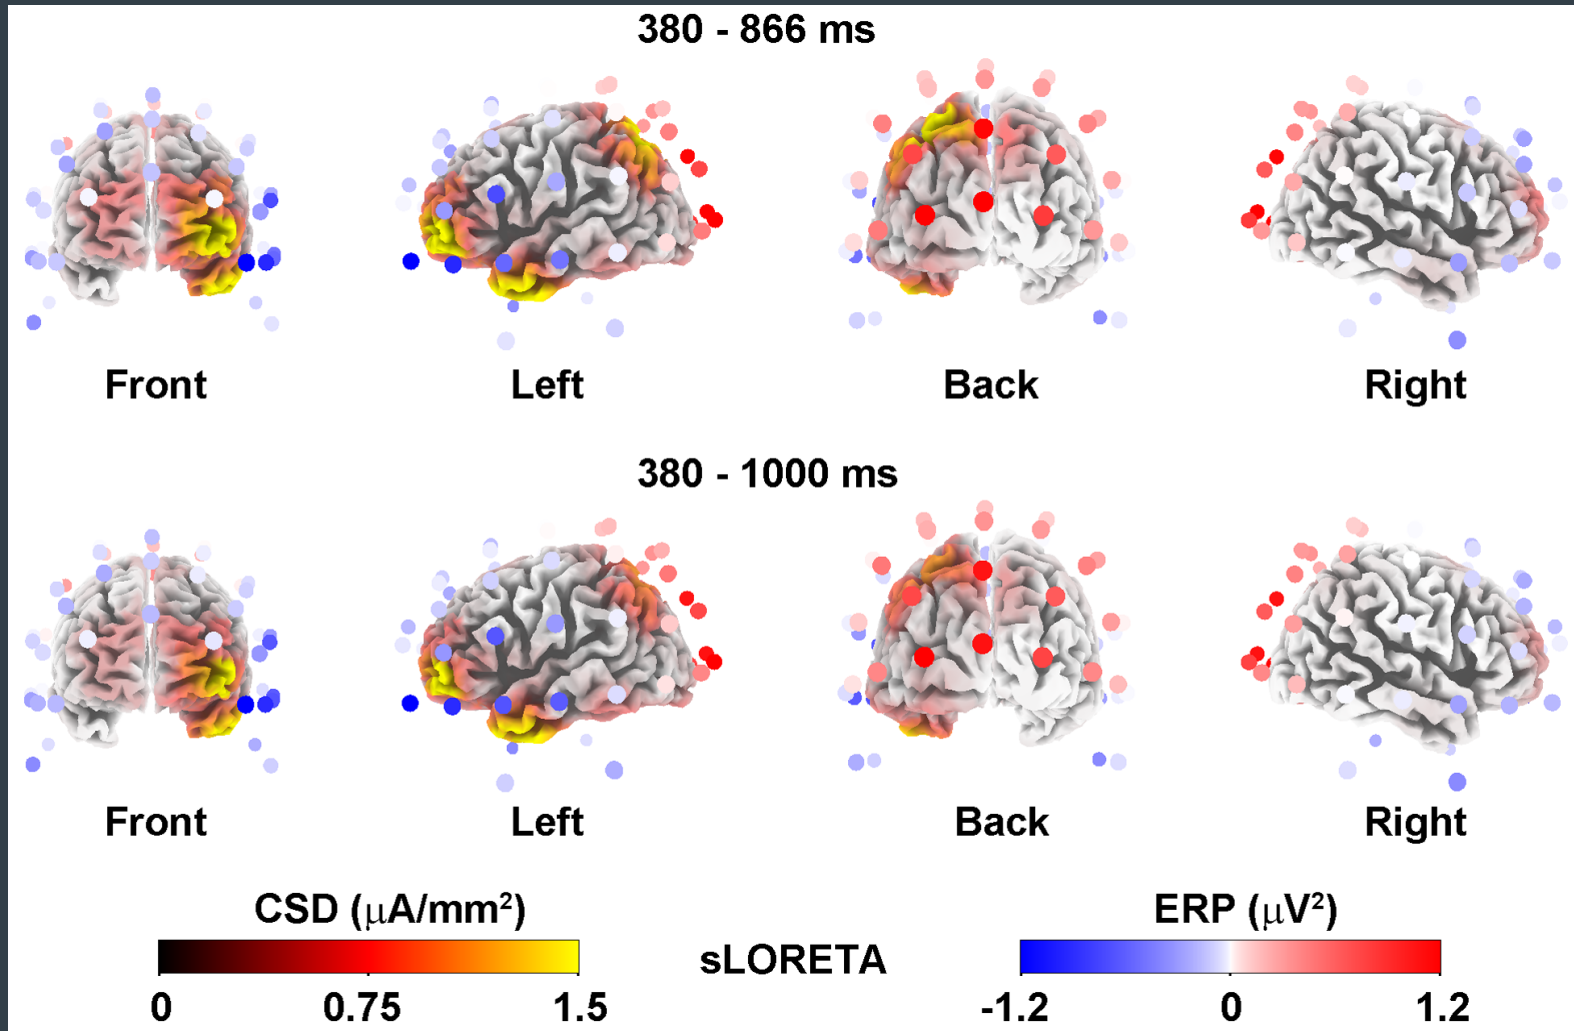 380 - 866 ms
Front Left Back Right
380 - 1000 ms
Front Left Back Right
CSD (μA/mm²) ERP (μV²)
sLORETA
0 0.75 1.5 -1.2 0 1.2